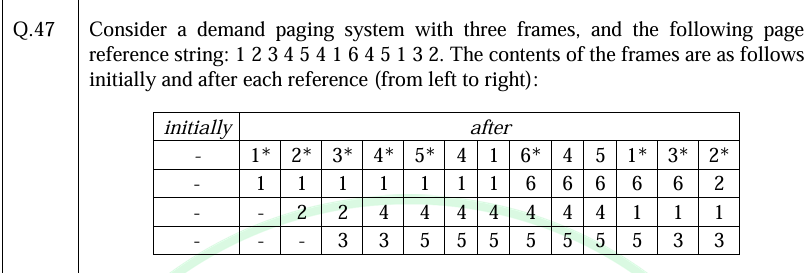 Q.47 Consider a demand paging system with three frames, and the following page
reference string: 1 2 3 4 5 4 1 6 4 5 1 3 2. The contents of the frames are as follows
initially and after each reference (from left to right):
initially after
- 1* 2* 3* 4* 5* 4 1 6* 4 5 1* 3* 2*
- 1 1 1 1 1 1 1 6 6 6 6 6 2
- - 2 2 4 4 4 4 4 4 4 1 1 1
- - - 3 3 5 5 5 5 5 5 5 3 3